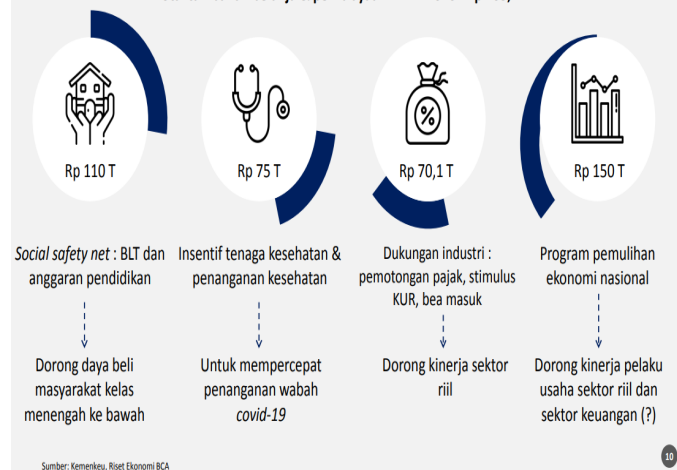 Rp 110 T
Rp 75 T
Rp 70,1 T
Rp 150 T
Social safety net : BLT dan
anggaran pendidikan
Insentif tenaga kesehatan &
penanganan kesehatan
Dukungan industri :
pemotongan pajak, stimulus
KUR, bea masuk
Program pemulihan
ekonomi nasional
Dorong daya beli
masyarakat kelas
menengah ke bawah
Untuk mempercepat
penanganan wabah
covid-19
Dorong kinerja sektor
riil
Dorong kinerja pelaku
usaha sektor riil dan
sektor keuangan (?)
Sumber: Kemenkeu, Riset Ekonomi BCA
10